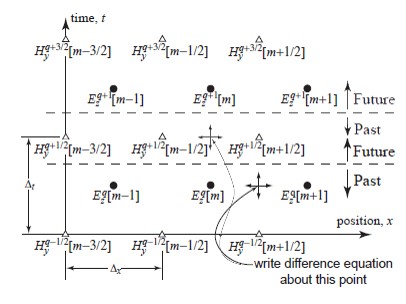 time, t
H_y^{q+3/2}[m−3/2] H_y^{q+3/2}[m−1/2] H_y^{q+3/2}[m+1/2]
E_z^{q+1}[m−1] E_z^{q+1}[m] E_z^{q+1}[m+1] Future
Past
H_y^{q+1/2}[m−3/2] H_y^{q+1/2}[m−1/2] H_y^{q+1/2}[m+1/2] Future
Δ_t
Past
E_z^q[m−1] E_z^q[m] E_z^q[m+1]
position, x
H_y^{q−1/2}[m−3/2] H_y^{q−1/2}[m−1/2] H_y^{q−1/2}[m+1/2]
Δ_x
write difference equation
about this point